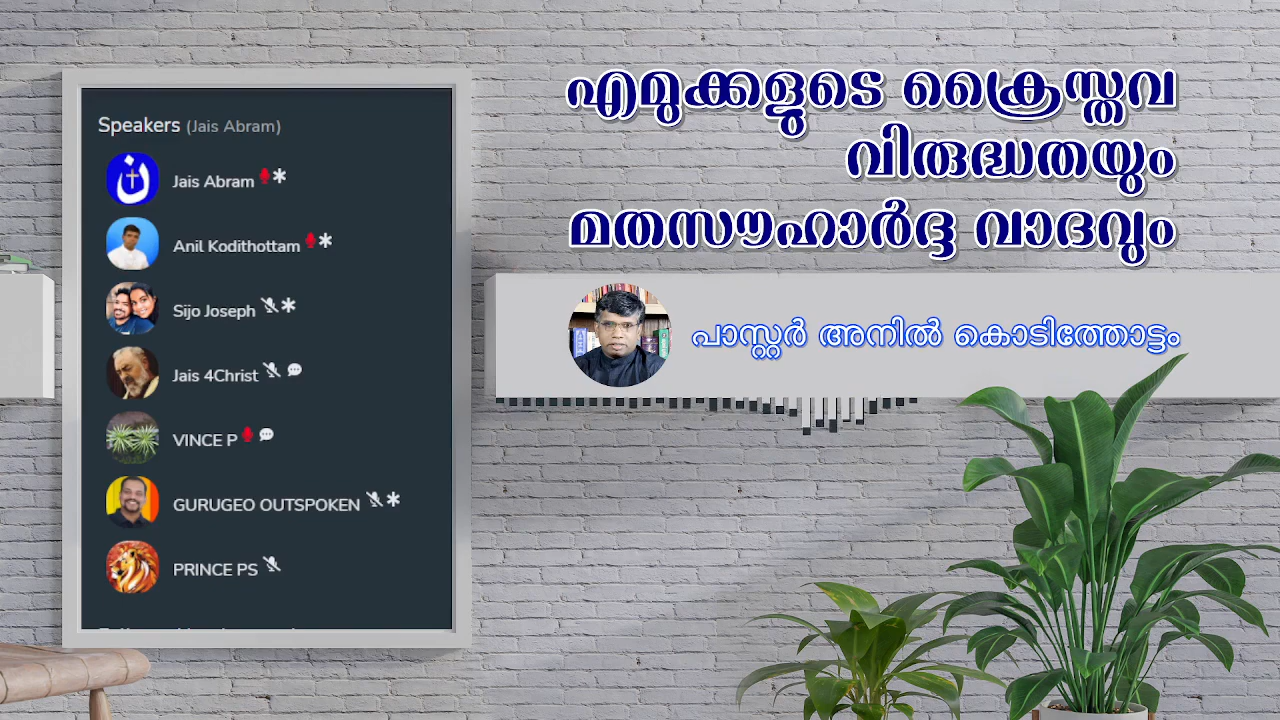 Speakers (Jais Abram)
Jais Abram
Anil Kodithottam
Sijo Joseph
Jais 4Christ
VINCE P
GURUGEO OUTSPOKEN
PRINCE PS
എമുക്കളുടെ ക്രൈസ്തവ
വിരുദ്ധതയും
മതസൗഹാർദ്ദ വാദവും
പാസ്റ്റർ അനിൽ കൊടിത്തോട്ടം